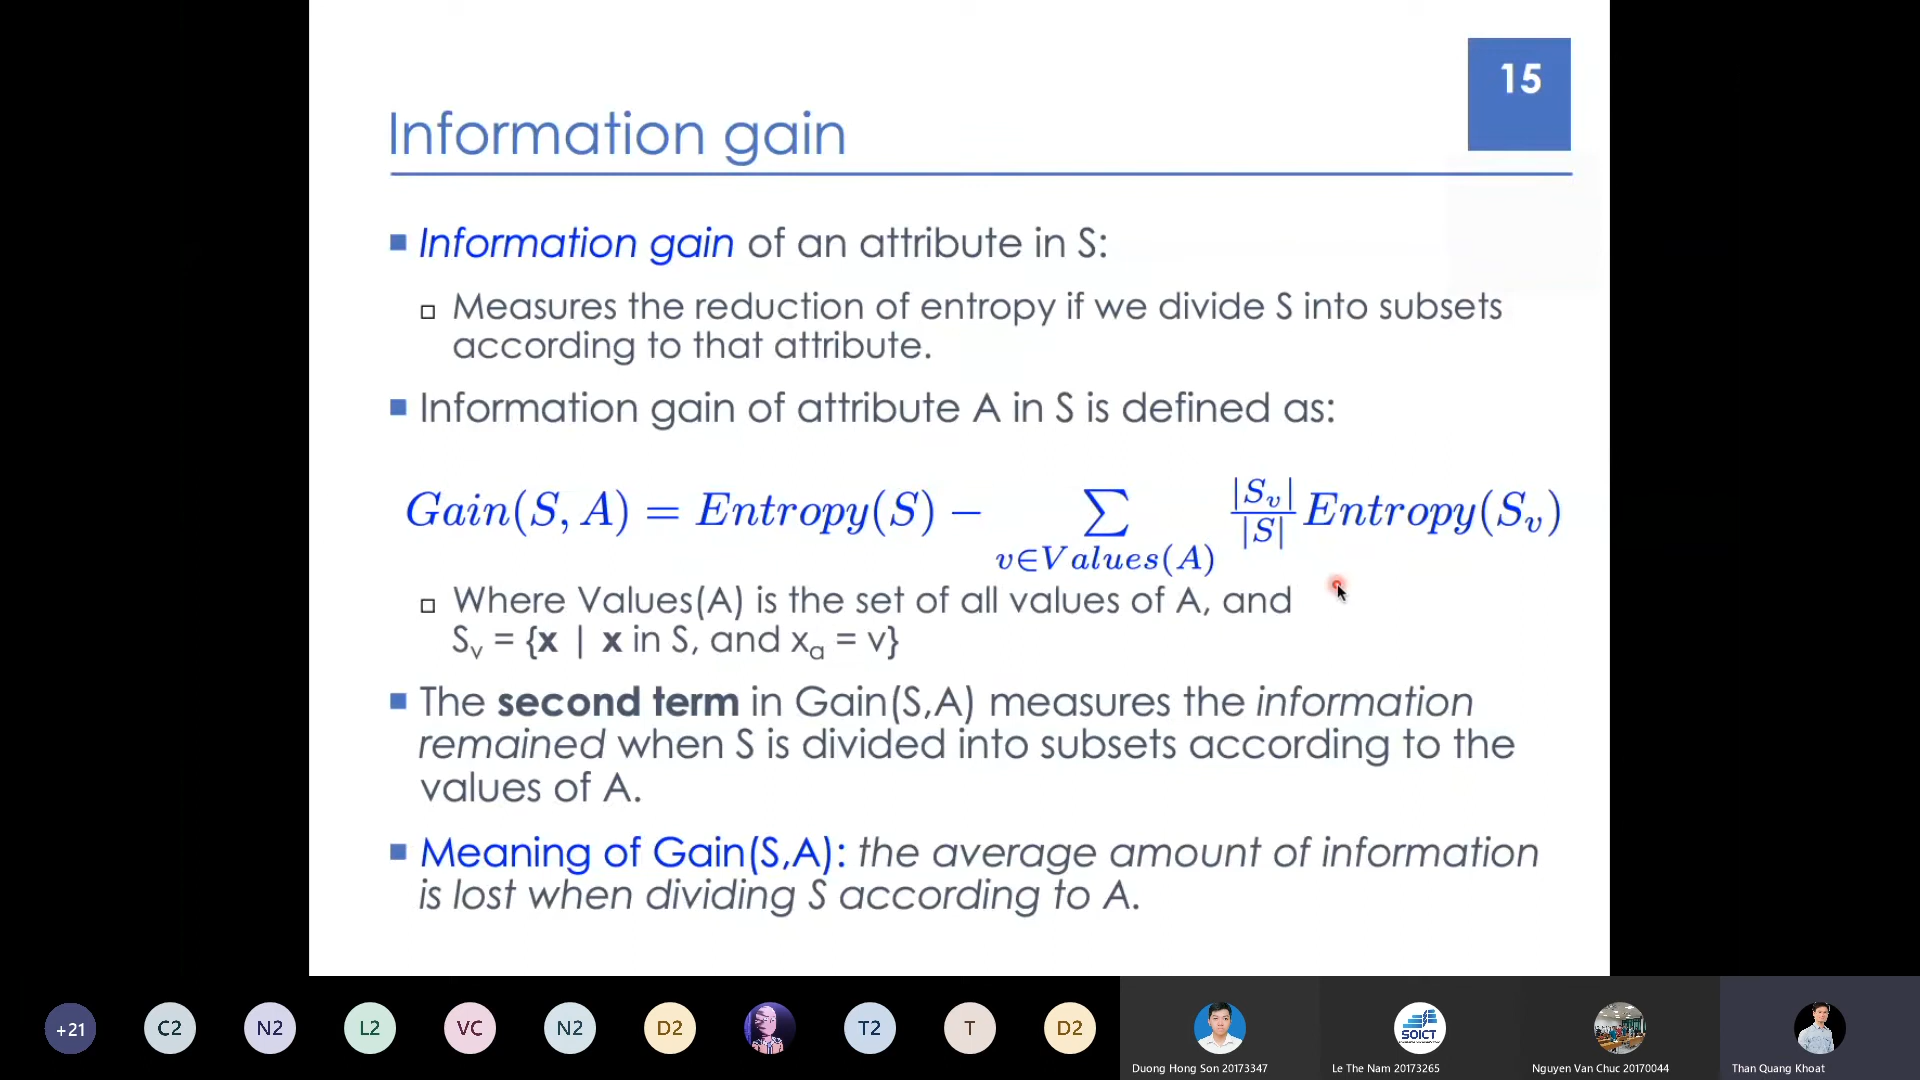 15
Information gain
Information gain of an attribute in S:
Measures the reduction of entropy if we divide S into subsets
according to that attribute.
Information gain of attribute A in S is defined as:
Gain(S, A) = Entropy(S) − ∑ v∈Values(A) |Sᵥ|/|S| Entropy(Sᵥ)
Where Values(A) is the set of all values of A, and
Sᵥ = {x | x in S, and xₐ = v}
The second term in Gain(S,A) measures the information
remained when S is divided into subsets according to the
values of A.
Meaning of Gain(S,A): the average amount of information
is lost when dividing S according to A.
+21 C2 N2 L2 VC N2 D2 T2 T D2 SOICT
Duong Hong Son 20173347 Le The Nam 20173265 Nguyen Van Chuc 20170044 Than Quang Khoat